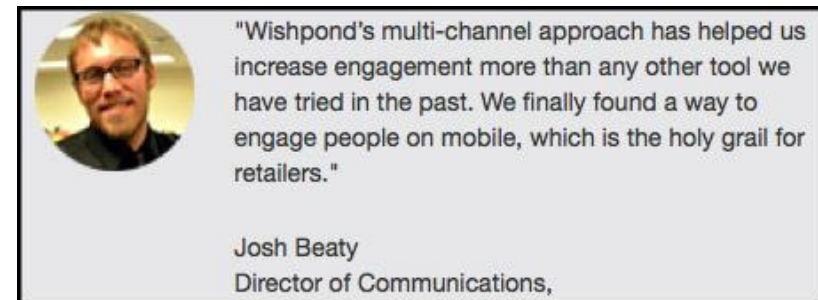 "Wishpond's multi-channel approach has helped us
increase engagement more than any other tool we
have tried in the past. We finally found a way to
engage people on mobile, which is the holy grail for
retailers."
Josh Beaty
Director of Communications,